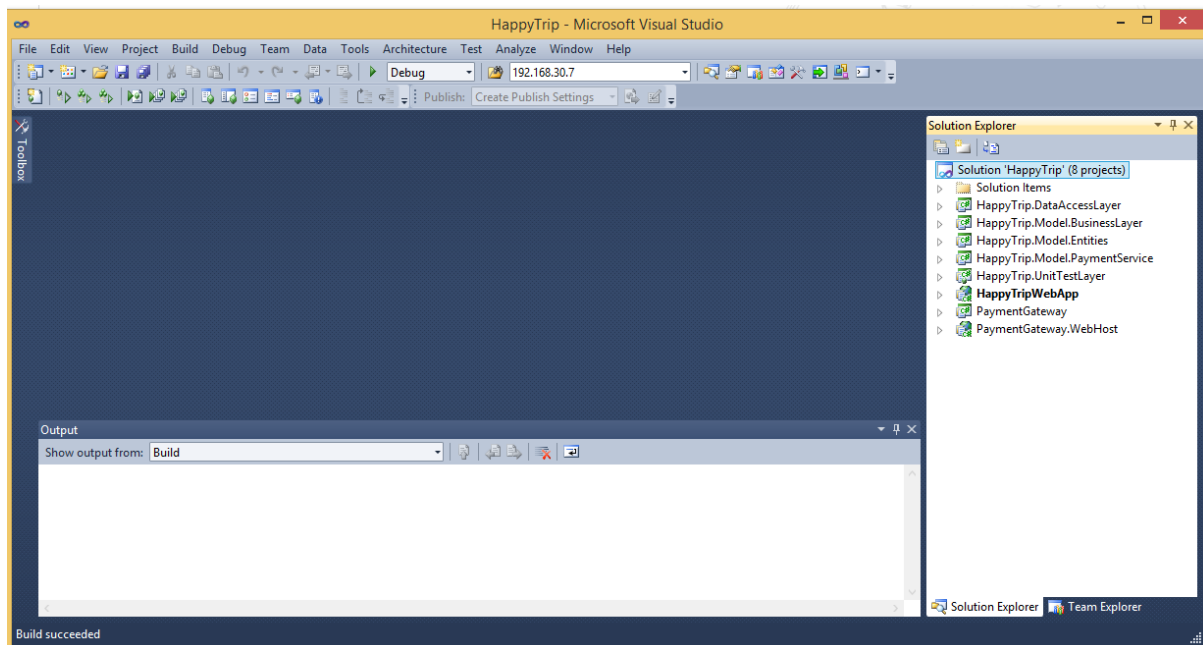 HappyTrip - Microsoft Visual Studio
File Edit View Project Build Debug Team Data Tools Architecture Test Analyze Window Help
Debug 192.168.30.7
Publish: Create Publish Settings
Toolbox
Solution Explorer
Solution 'HappyTrip' (8 projects)
Solution Items
HappyTrip.DataAccessLayer
HappyTrip.Model.BusinessLayer
HappyTrip.Model.Entities
HappyTrip.Model.PaymentService
HappyTrip.UnitTestLayer
HappyTripWebApp
PaymentGateway
PaymentGateway.WebHost
Output
Show output from: Build
Solution Explorer Team Explorer
Build succeeded